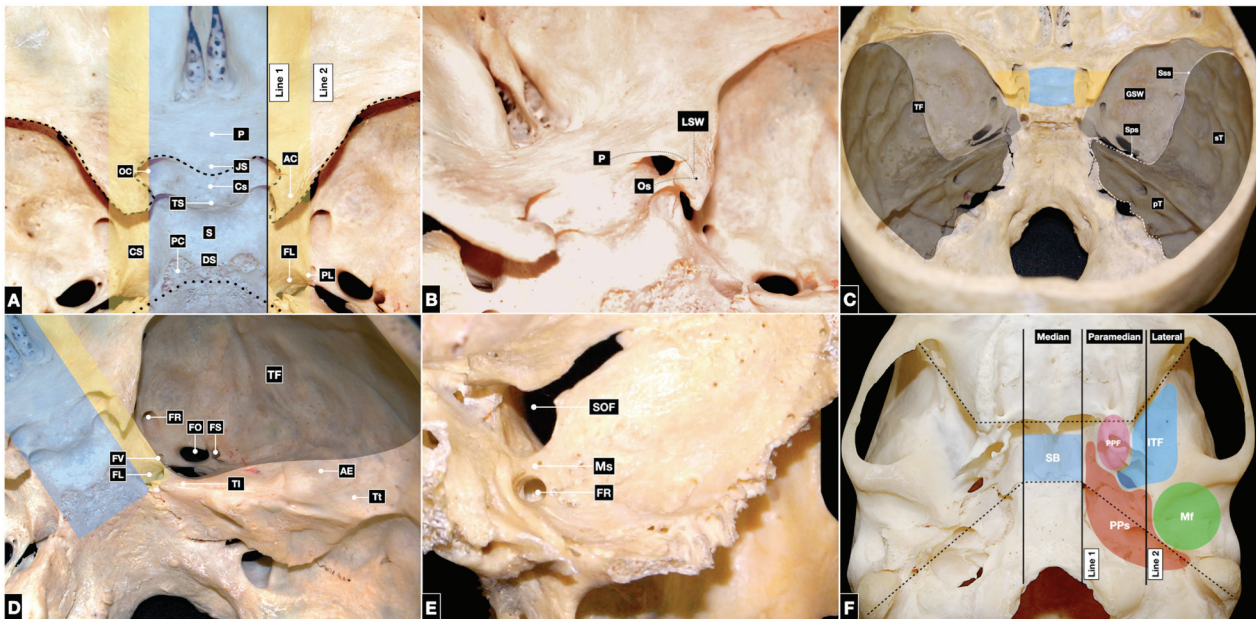 Line 1
Line 2
P
OC
JS
AC
Cs
TS
S
CS
PC
DS
FL
PL
A
LSW
P
Os
B
Sss
TF
GSW
Sps
sT
pT
C
TF
FR
FO
FS
FV
FL
TI
AE
Tt
D
SOF
Ms
FR
E
Median
Paramedian
Lateral
PPF
ITF
SB
PPs
Mf
Line 1
Line 2
F